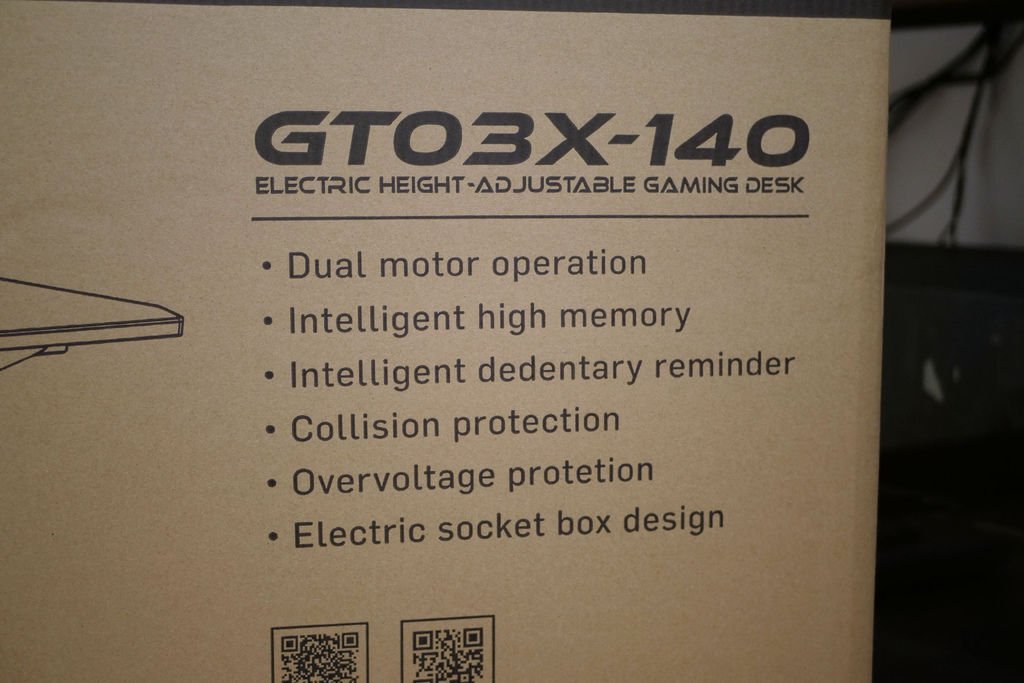 GT03X-140
ELECTRIC HEIGHT-ADJUSTABLE GAMING DESK
• Dual motor operation
• Intelligent high memory
• Intelligent dedentary reminder
• Collision protection
• Overvoltage protetion
• Electric socket box design